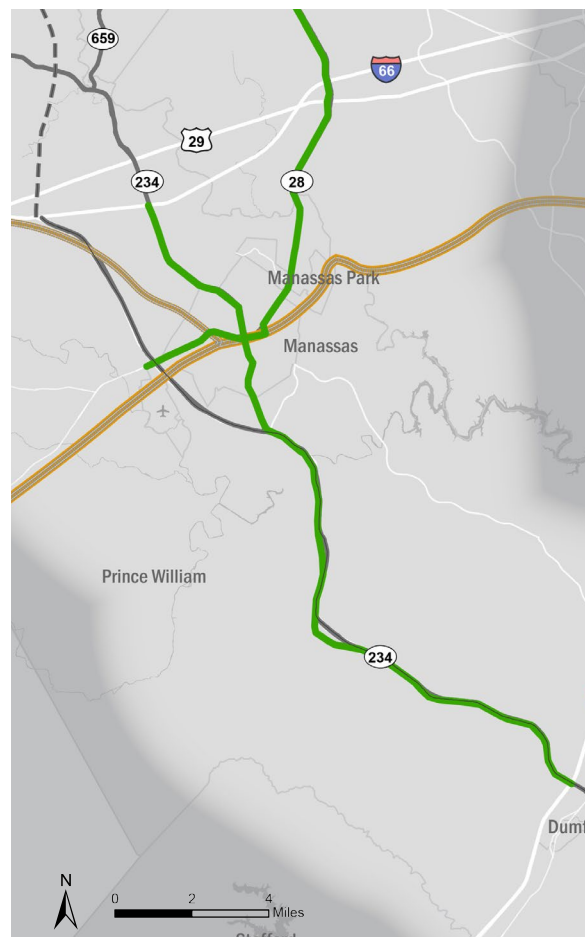 659
66
29
234
28
Manassas Park
Manassas
Prince William
234
Dumf
N
0 2 4
Miles